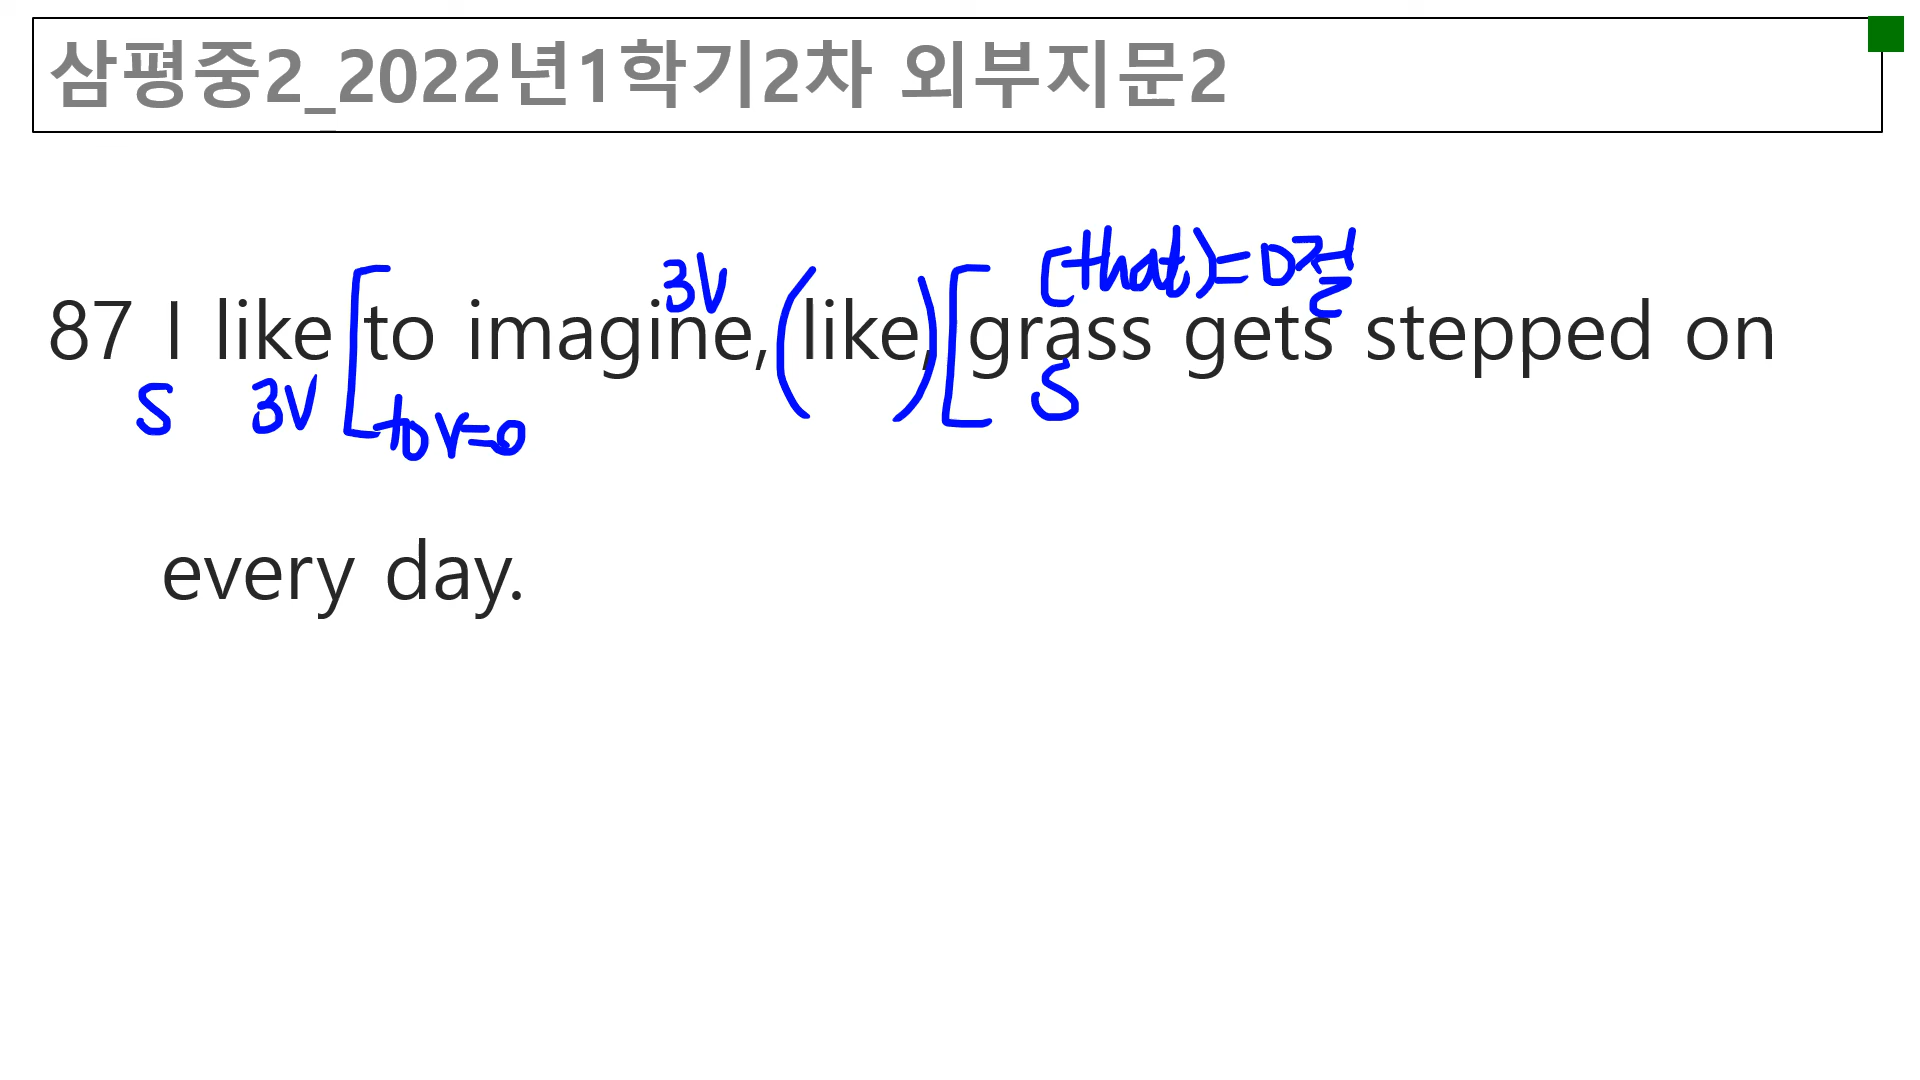 삼평중2_2022년1학기2차 외부지문2
3V (that)=O절
87 I like [to imagine, (like,) [grass gets stepped on
S 3V to V=O S
every day.